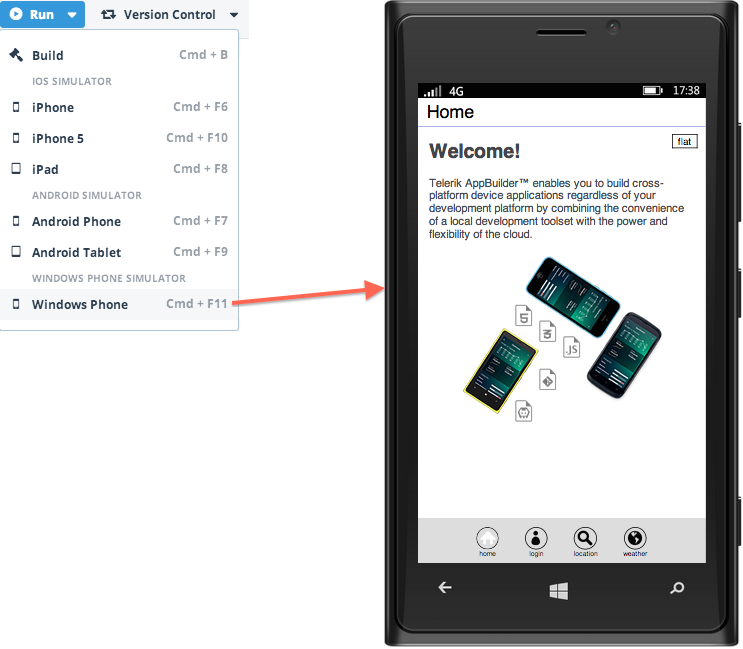 Run
Version Control
Build Cmd + B
IOS SIMULATOR
iPhone Cmd + F6
iPhone 5 Cmd + F10
iPad Cmd + F8
ANDROID SIMULATOR
Android Phone Cmd + F7
Android Tablet Cmd + F9
WINDOWS PHONE SIMULATOR
Windows Phone Cmd + F11
4G 17:38
Home
flat
Welcome!
Telerik AppBuilder™ enables you to build cross-
platform device applications regardless of your
development platform by combining the convenience
of a local development toolset with the power and
flexibility of the cloud.
JS
home login location weather